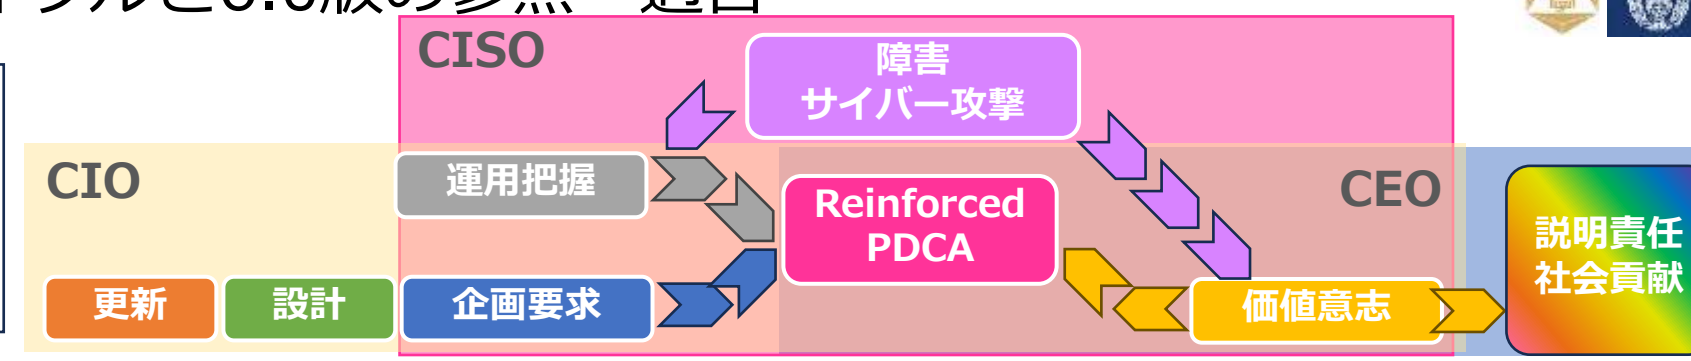 CISO
障害
サイバー攻撃
CIO
運用把握
CEO
Reinforced
PDCA
説明責任
社会貢献
更新
設計
企画要求
価値意志